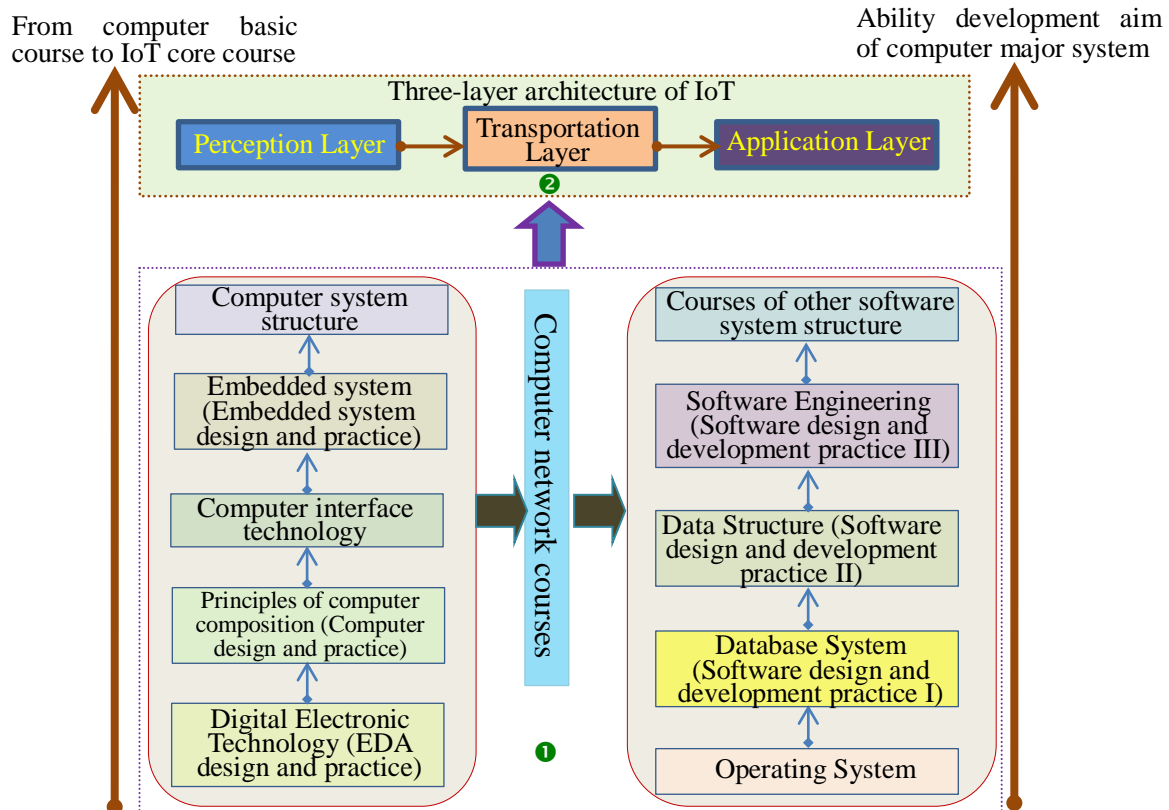 From computer basic
course to IoT core course
Ability development aim
of computer major system
Three-layer architecture of IoT
Perception Layer
Transportation
Layer
Application Layer
❷
Computer system
structure
Embedded system
(Embedded system
design and practice)
Computer interface
technology
Principles of computer
composition (Computer
design and practice)
Digital Electronic
Technology (EDA
design and practice)
Computer network courses
❶
Courses of other software
system structure
Software Engineering
(Software design and
development practice III)
Data Structure (Software
design and development
practice II)
Database System
(Software design and
development practice I)
Operating System